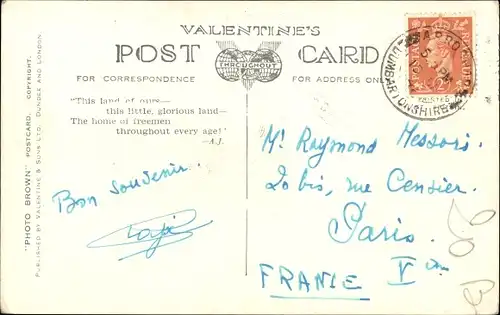 VALENTINE'S
POST CARD
THROUGHOUT
FOR CORRESPONDENCE
FOR ADDRESS ONLY
"This land of ours—
this little, glorious land—
The home of freemen
throughout every age!"
—A.J.
Bon Souvenir.
Mr Raymond Messors
20 bis, rue Censier.
Paris.
FRANCE Vem
DUMBARTONSHIRE
"PHOTO BROWN" POSTCARD. COPYRIGHT.
PUBLISHED BY VALENTINE & SONS LTD. DUNDEE AND LONDON